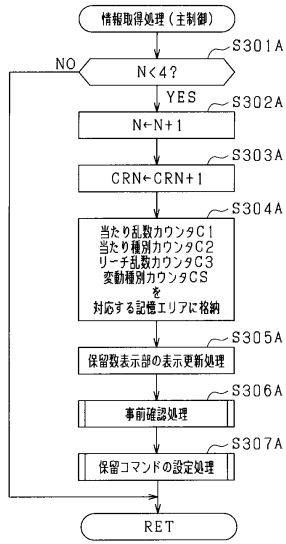 情報取得処理（主制御）
S301A
NO
N<4?
YES
S302A
N←N+1
S303A
CRN←CRN+1
S304A
当たり乱数カウンタC1
当たり種別カウンタC2
リーチ乱数カウンタC3
変動種別カウンタCS
を
対応する記憶エリアに格納
S305A
保留数表示部の表示更新処理
S306A
事前確認処理
S307A
保留コマンドの設定処理
RET